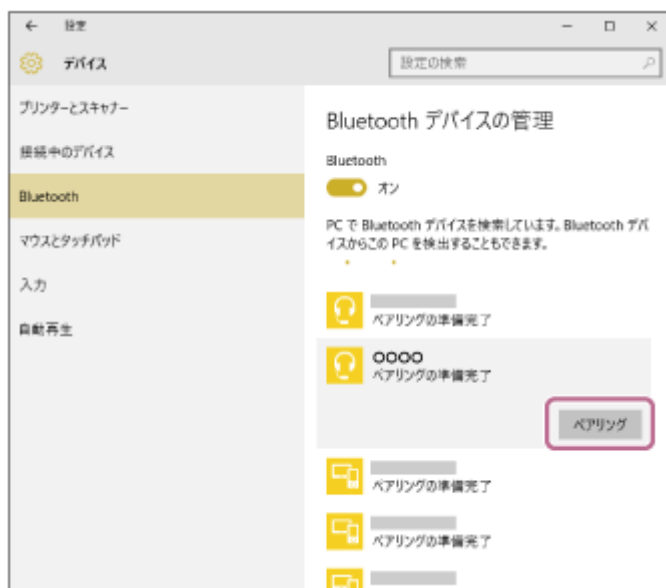 設定
デバイス
設定の検索
プリンターとスキャナー
接続中のデバイス
Bluetooth
マウスとタッチパッド
入力
自動再生
Bluetooth デバイスの管理
Bluetooth
オン
PC で Bluetooth デバイスを検索しています。Bluetooth デバ
イスからこの PC を検出することもできます。
ペアリングの準備完了
OOOO
ペアリングの準備完了
ペアリング
ペアリングの準備完了
ペアリングの準備完了